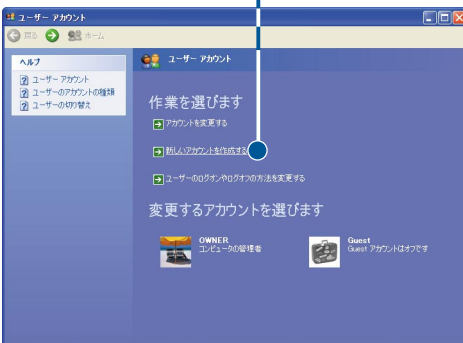 ユーザー アカウント
戻る ホーム
ヘルプ
ユーザー アカウント
ユーザーのアカウントの種類
ユーザーの切り替え
ユーザー アカウント
作業を選びます
アカウントを変更する
新しいアカウントを作成する
ユーザーのログオンやログオフの方法を変更する
変更するアカウントを選びます
OWNER
コンピュータの管理者
Guest
Guest アカウントはオフです